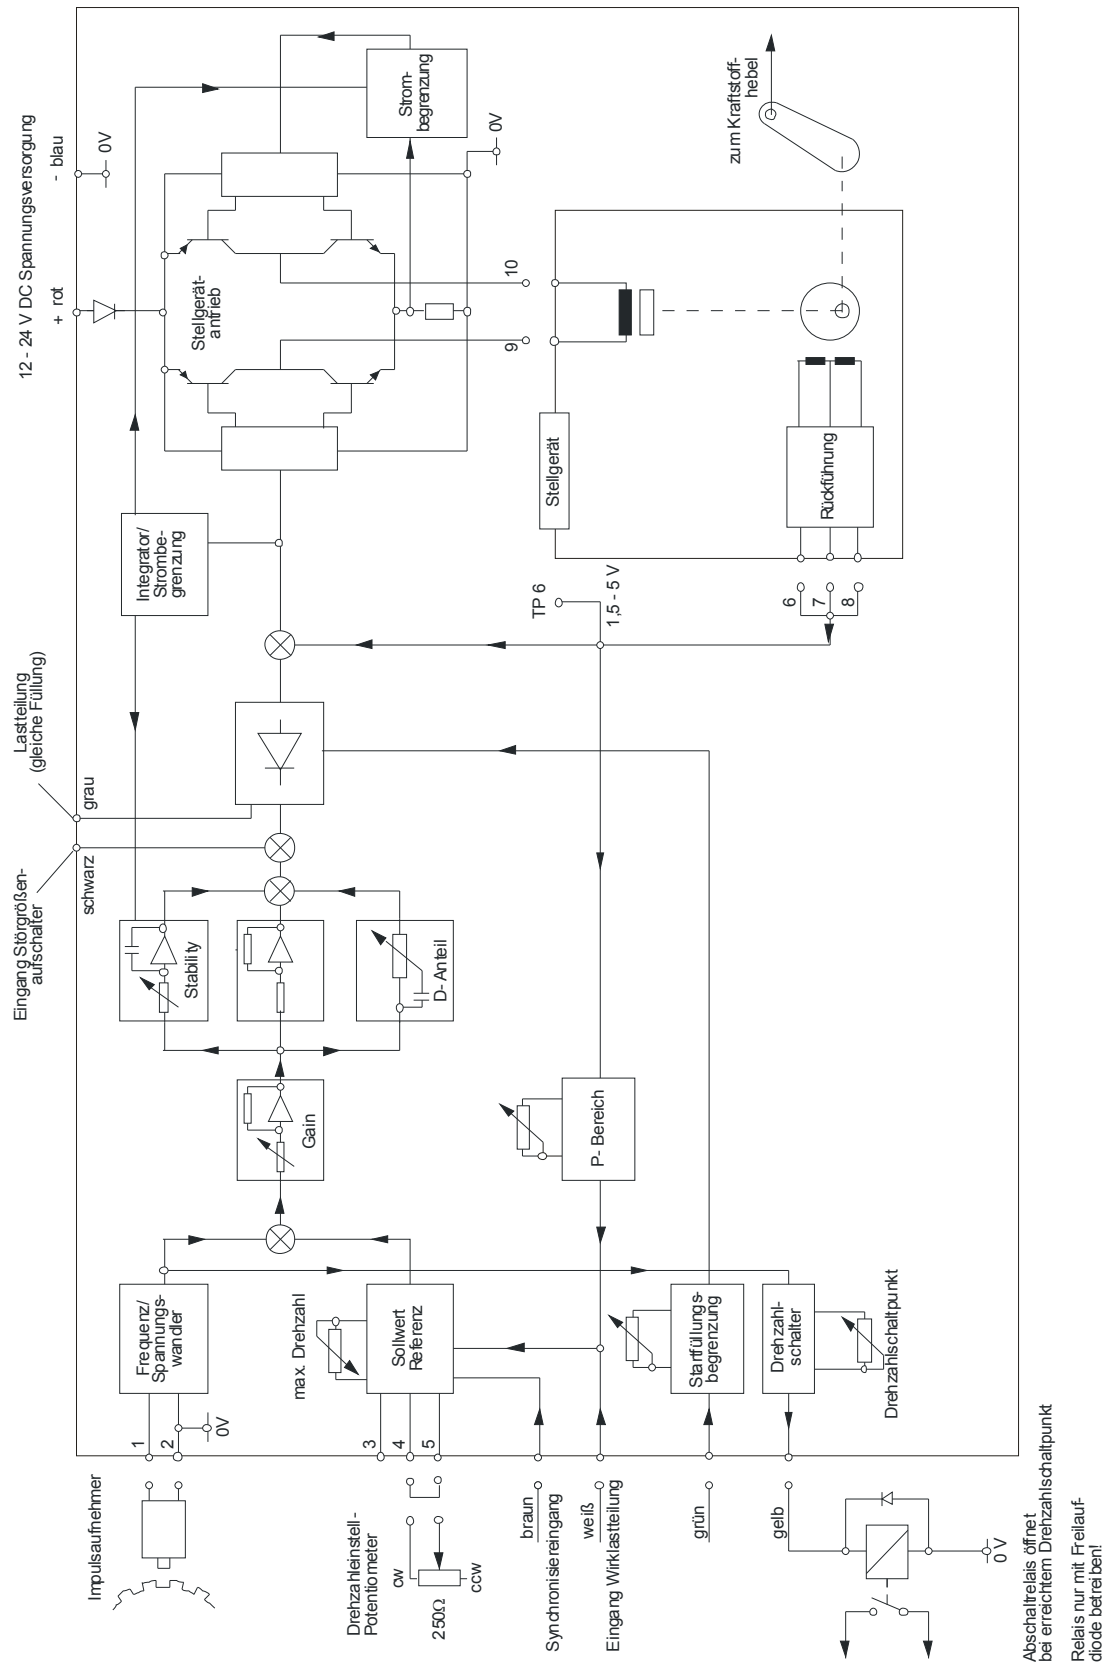 12 - 24 V DC Spannungsversorgung
+ rot
- blau
0V
Strom-
begrenzung
0V
Stellgerät-
antrieb
zum Kraftstoff-
hebel
10
9
Stellgerät
Rückführung
6
7
8
TP 6
1,5 - 5 V
Integrator/
Strombe-
grenzung
Lastteilung
(gleiche Füllung)
grau
Eingang Störgrößen-
aufschalter
schwarz
Stability
D- Anteil
Gain
P- Bereich
Frequenz/
Spannungs-
wandler
max. Drehzahl
Sollwert
Referenz
Startfüllungs-
begrenzung
Drehzahl-
schalter
Drehzahlschaltpunkt
1
2
0V
3
4
5
Impulsaufnehmer
Drehzahleinstell -
Potentiometer
cw
ccw
250Ω
braun
Synchronisiereingang
weiß
Eingang Wirklastteilung
grün
gelb
0 V
Abschaltrelais öffnet
bei erreichtem Drehzahlschaltpunkt
Relais nur mit Freilauf-
diode betreiben!